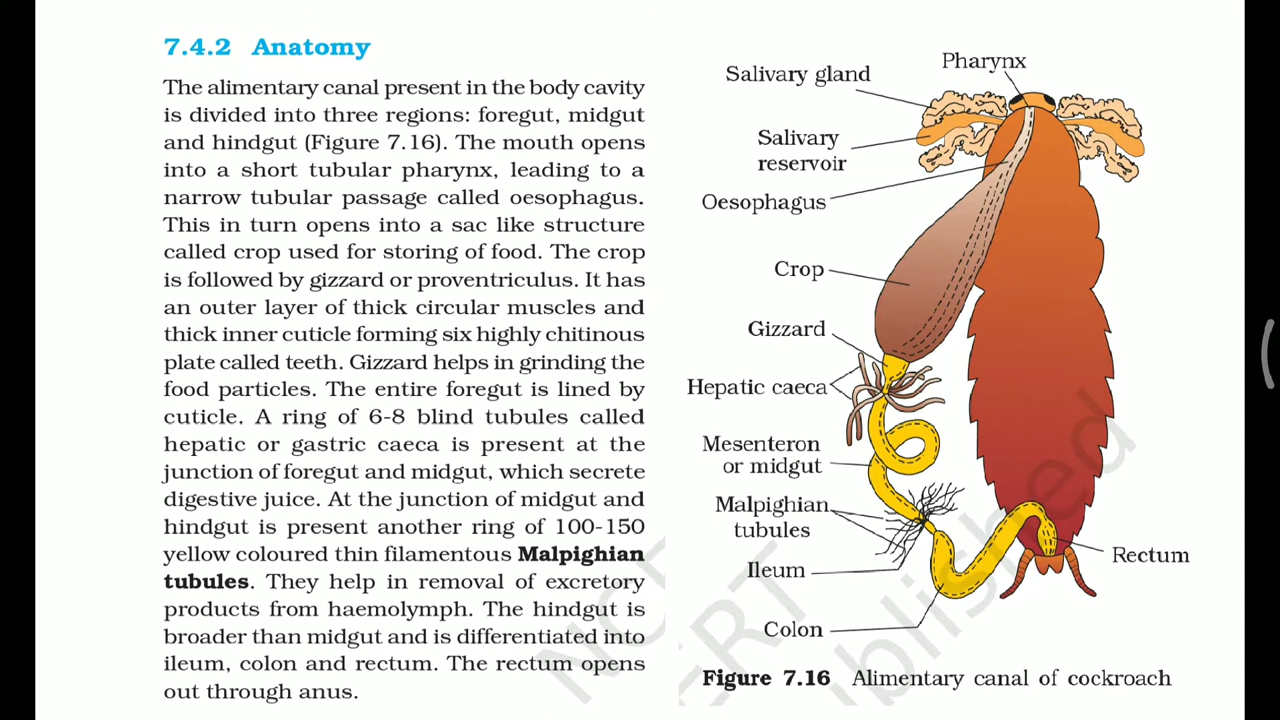 7.4.2 Anatomy
The alimentary canal present in the body cavity
is divided into three regions: foregut, midgut
and hindgut (Figure 7.16). The mouth opens
into a short tubular pharynx, leading to a
narrow tubular passage called oesophagus.
This in turn opens into a sac like structure
called crop used for storing of food. The crop
is followed by gizzard or proventriculus. It has
an outer layer of thick circular muscles and
thick inner cuticle forming six highly chitinous
plate called teeth. Gizzard helps in grinding the
food particles. The entire foregut is lined by
cuticle. A ring of 6-8 blind tubules called
hepatic or gastric caeca is present at the
junction of foregut and midgut, which secrete
digestive juice. At the junction of midgut and
hindgut is present another ring of 100-150
yellow coloured thin filamentous Malpighian
tubules. They help in removal of excretory
products from haemolymph. The hindgut is
broader than midgut and is differentiated into
ileum, colon and rectum. The rectum opens
out through anus.
Pharynx
Salivary gland
Salivary
reservoir
Oesophagus
Crop
Gizzard
Hepatic caeca
Mesenteron
or midgut
Malpighian
tubules
Ileum
Rectum
Colon
Figure 7.16 Alimentary canal of cockroach